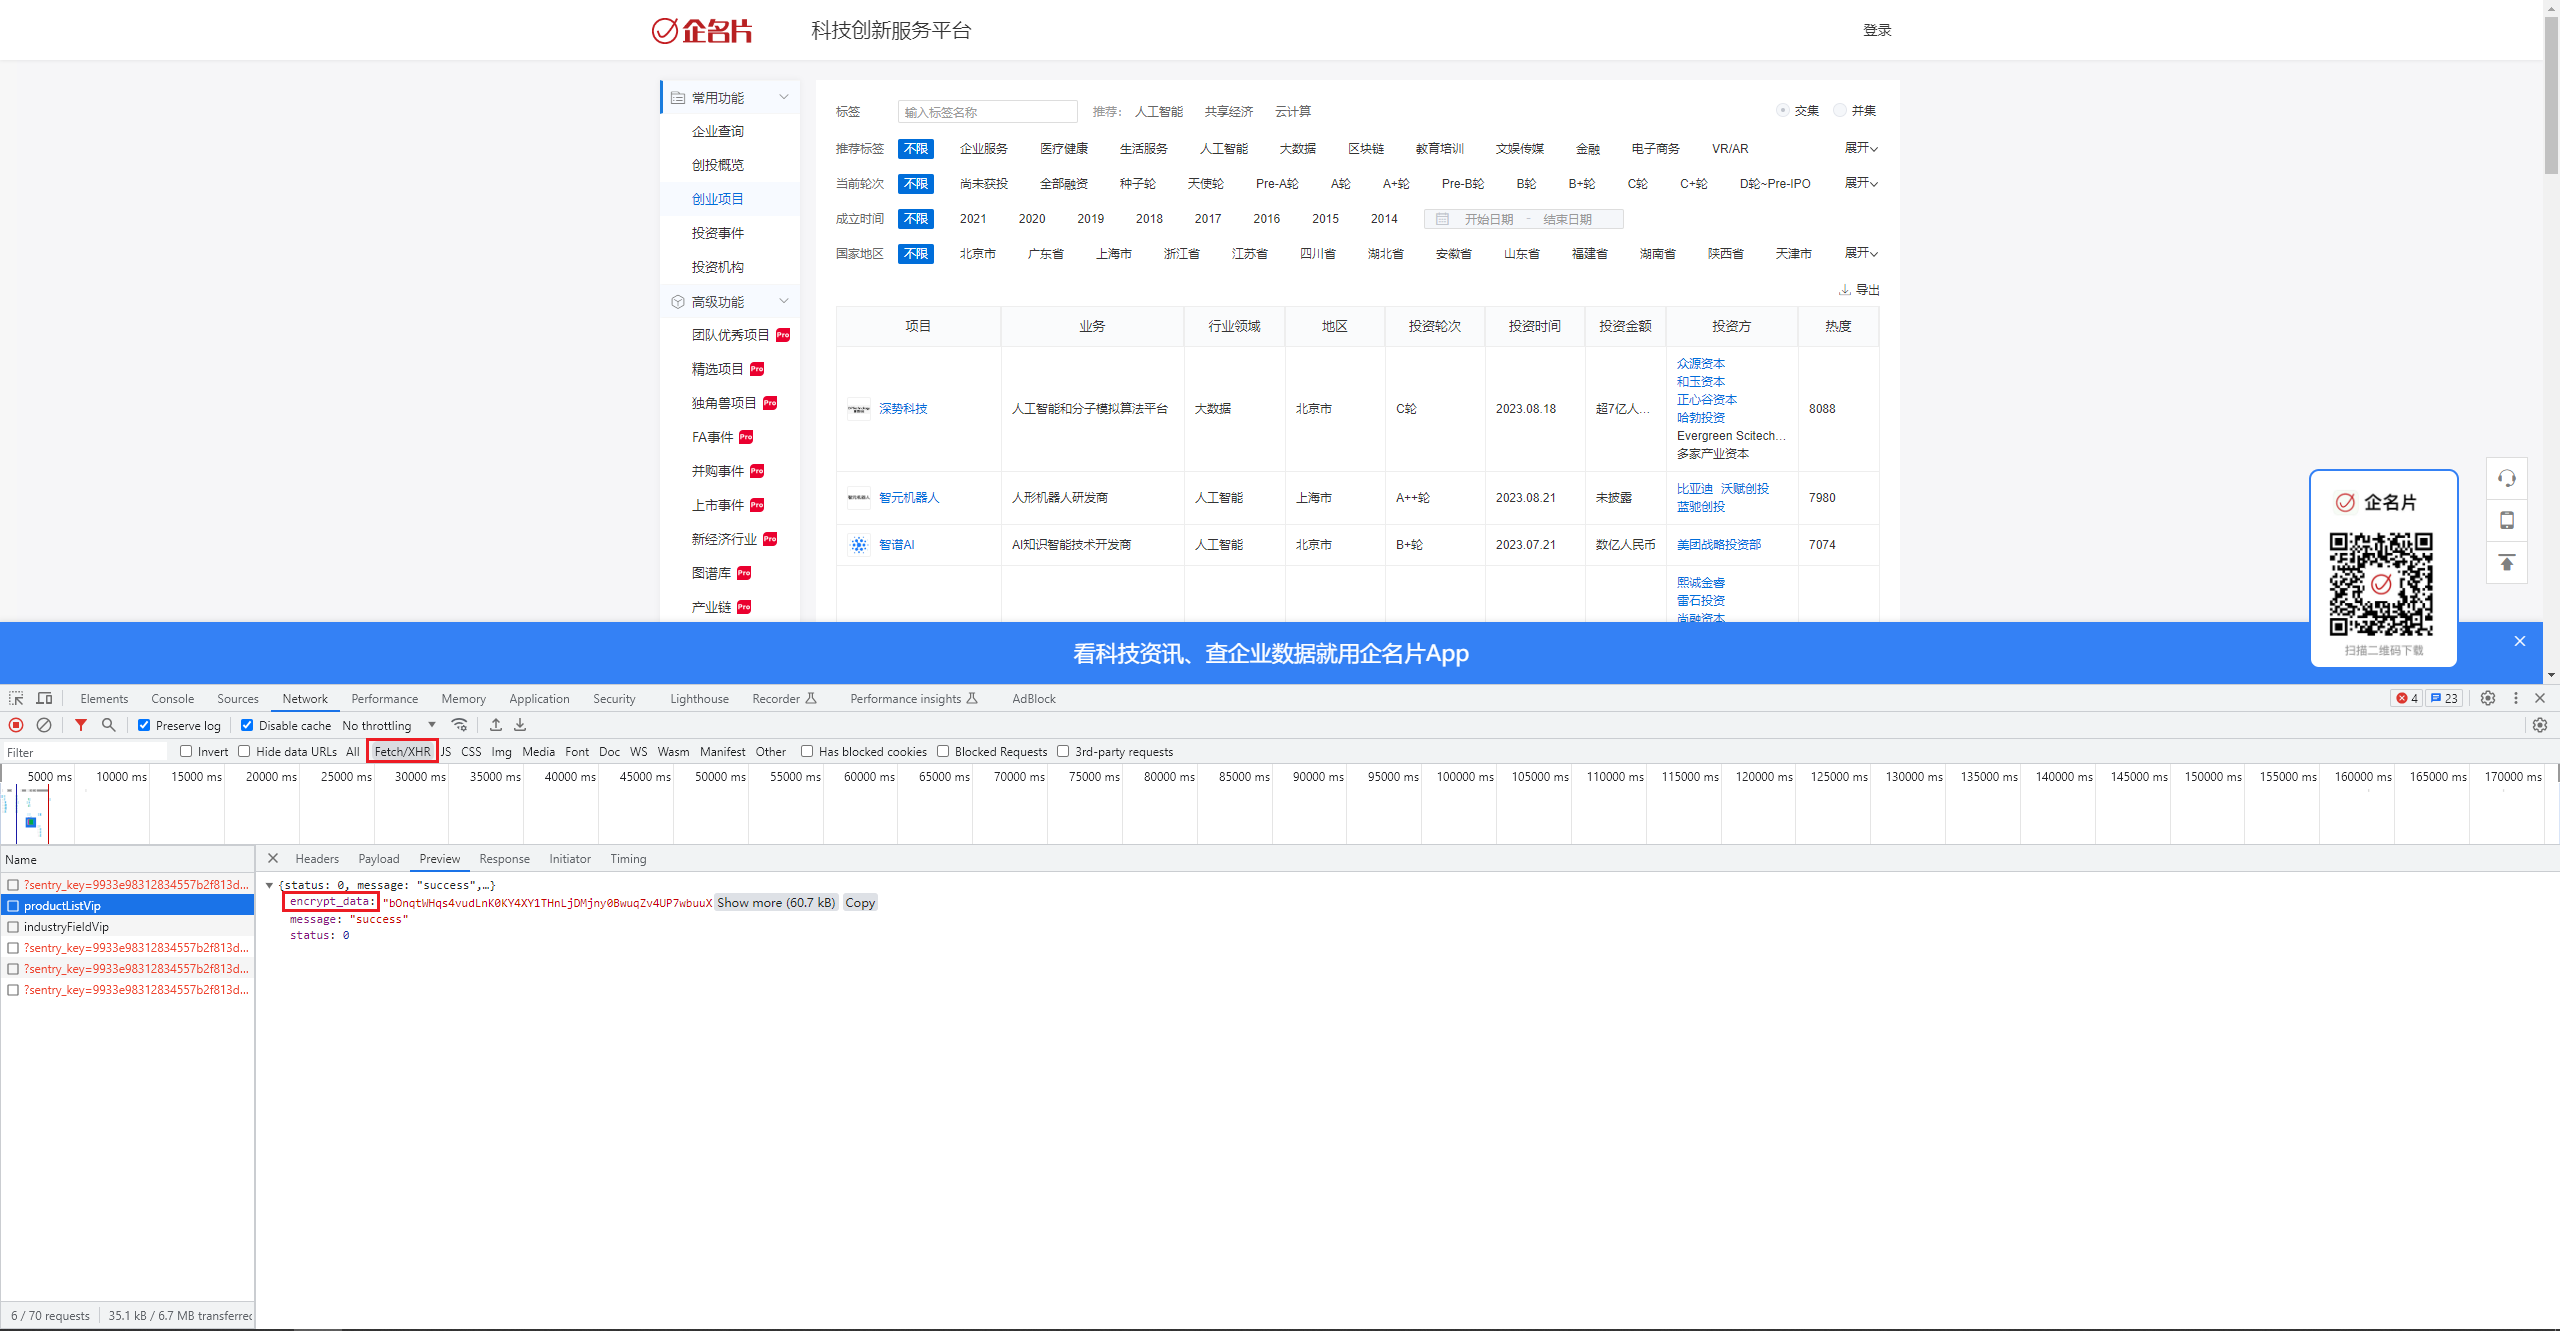 企名片 科技创新服务平台 登录
常用功能
企业查询
创投概览
创业项目
投资事件
投资机构
高级功能
团队优秀项目 Pro
精选项目 Pro
独角兽项目 Pro
FA事件 Pro
并购事件 Pro
上市事件 Pro
新经济行业 Pro
图谱库 Pro
产业链 Pro
标签 输入标签名称 推荐: 人工智能 共享经济 云计算 交集 并集
推荐标签 不限 企业服务 医疗健康 生活服务 人工智能 大数据 区块链 教育培训 文娱传媒 金融 电子商务 VR/AR 展开
当前轮次 不限 尚未获投 全部融资 种子轮 天使轮 Pre-A轮 A轮 A+轮 Pre-B轮 B轮 B+轮 C轮 C+轮 D轮~Pre-IPO 展开
成立时间 不限 2021 2020 2019 2018 2017 2016 2015 2014 开始日期 - 结束日期
国家地区 不限 北京市 广东省 上海市 浙江省 江苏省 四川省 湖北省 安徽省 山东省 福建省 湖南省 陕西省 天津市 展开
导出
项目 业务 行业领域 地区 投资轮次 投资时间 投资金额 投资方 热度
深势科技 人工智能和分子模拟算法平台 大数据 北京市 C轮 2023.08.18 超7亿人... 众源资本
和玉资本
正心谷资本
哈勃投资
Evergreen Scitech...
多家产业资本 8088
智元机器人 人形机器人研发商 人工智能 上海市 A++轮 2023.08.21 未披露 比亚迪 沃赋创投
蓝驰创投 7980
智谱AI AI知识智能技术开发商 人工智能 北京市 B+轮 2023.07.21 数亿人民币 美团战略投资部 7074
熙诚金睿
雷石投资
尚融资本
企名片
扫描二维码下载
看科技资讯、查企业数据就用企名片App
Elements Console Sources Network Performance Memory Application Security Lighthouse Recorder Performance insights AdBlock 4 23
Preserve log Disable cache No throttling
Filter Invert Hide data URLs All Fetch/XHR JS CSS Img Media Font Doc WS Wasm Manifest Other Has blocked cookies Blocked Requests 3rd-party requests
5000 ms 10000 ms 15000 ms 20000 ms 25000 ms 30000 ms 35000 ms 40000 ms 45000 ms 50000 ms 55000 ms 60000 ms 65000 ms 70000 ms 75000 ms 80000 ms 85000 ms 90000 ms 95000 ms 100000 ms 105000 ms 110000 ms 115000 ms 120000 ms 125000 ms 130000 ms 135000 ms 140000 ms 145000 ms 150000 ms 155000 ms 160000 ms 165000 ms 170000 ms
Name
?sentry_key=9933e98312834557b2f813d...
productListVip
industryFieldVip
?sentry_key=9933e98312834557b2f813d...
?sentry_key=9933e98312834557b2f813d...
?sentry_key=9933e98312834557b2f813d...
6 / 70 requests 35.1 kB / 6.7 MB transferrec
Headers Payload Preview Response Initiator Timing
{status: 0, message: "success",…}
encrypt_data: "bOnqtWHqs4vudLnK0KY4XY1THnLjDMjny0BwuqZv4UP7wbuuX Show more (60.7 kB) Copy
message: "success"
status: 0